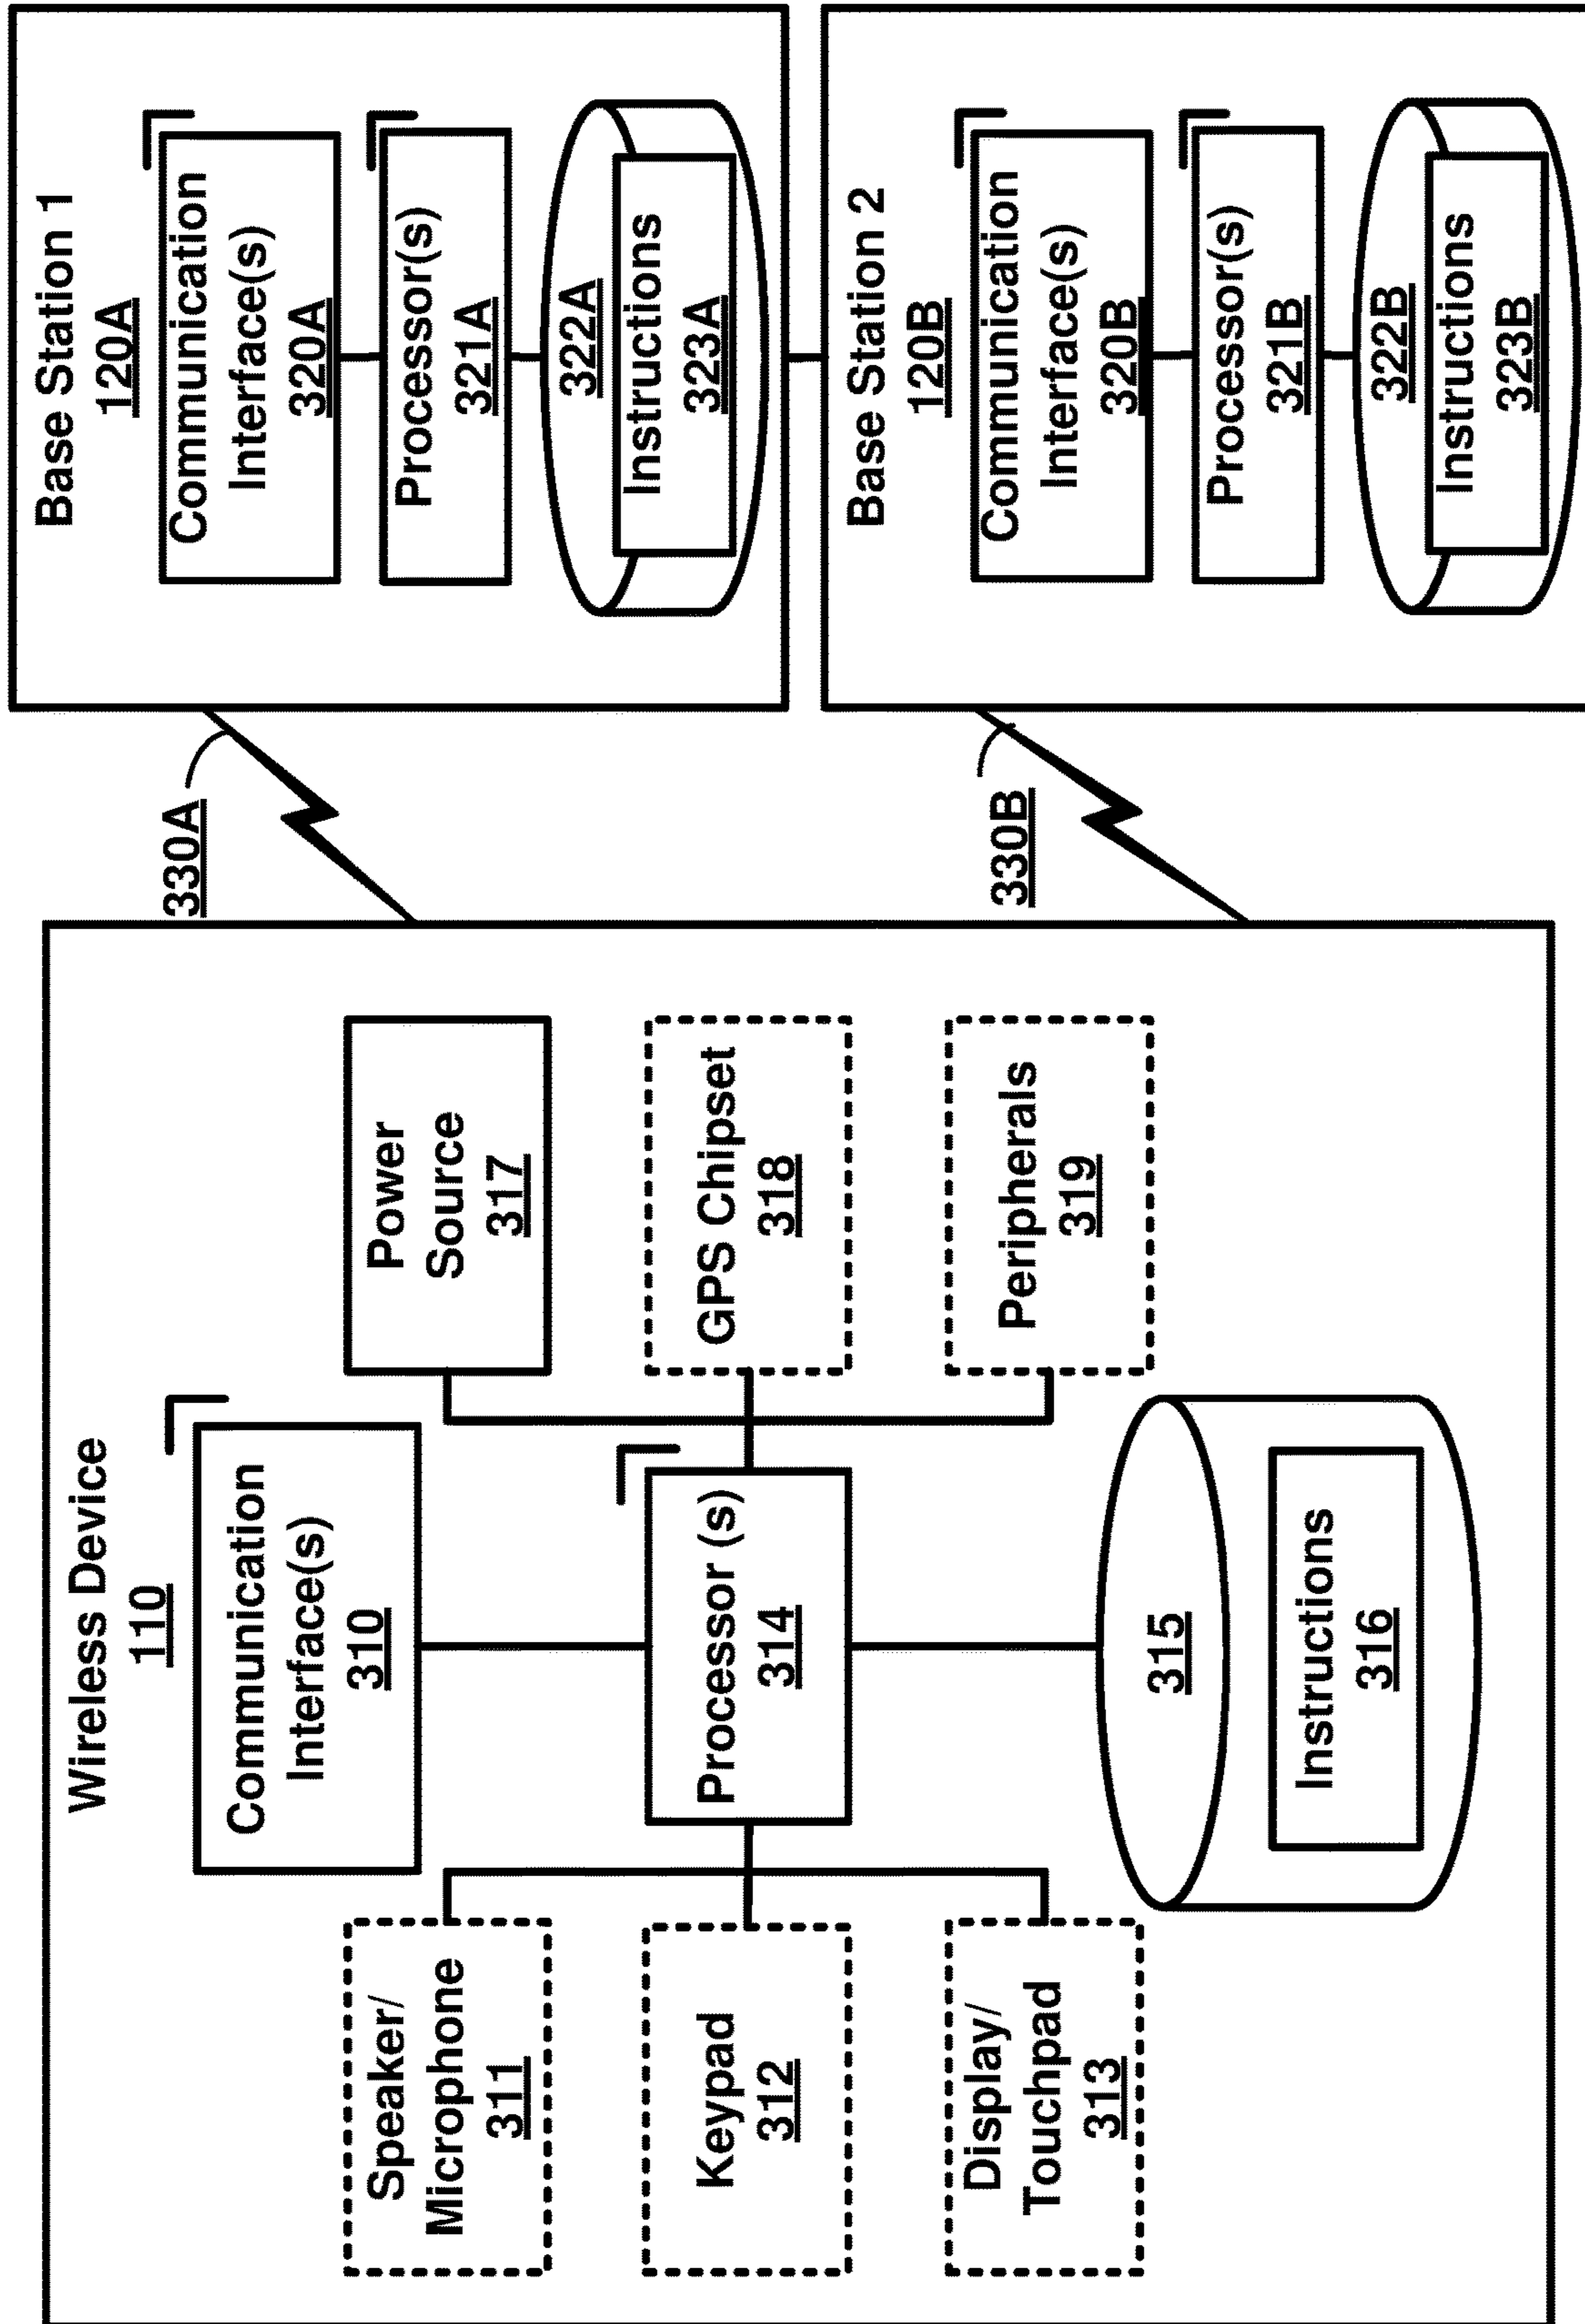 Wireless Device
110
Communication
Interface(s)
310
Speaker/
Microphone
311
Keypad
312
Display/
Touchpad
313
Processor (s)
314
315
Instructions
316
Power
Source
317
GPS Chipset
318
Peripherals
319
330A
330B
Base Station 1
120A
Communication
Interface(s)
320A
Processor(s)
321A
322A
Instructions
323A
Base Station 2
120B
Communication
Interface(s)
320B
Processor(s)
321B
322B
Instructions
323B